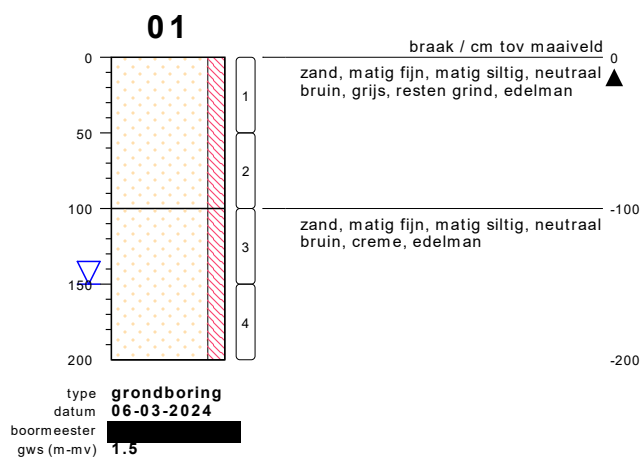 01
braak / cm tov maaiveld
0
0
zand, matig fijn, matig siltig, neutraal
bruin, grijs, resten grind, edelman
1
50
2
100
-100
zand, matig fijn, matig siltig, neutraal
bruin, creme, edelman
3
150
4
200
-200
type grondboring
datum 06-03-2024
boormeester
gws (m-mv) 1.5